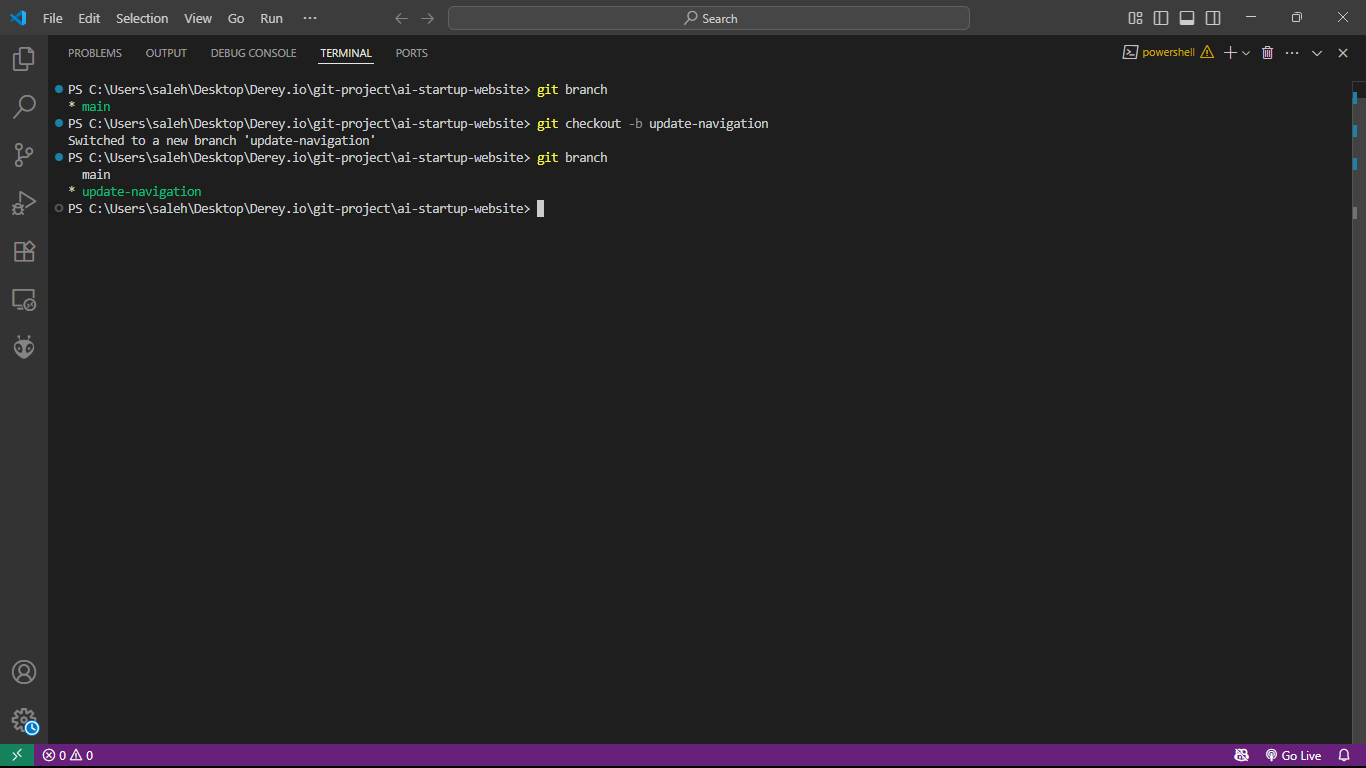 File Edit Selection View Go Run ···
Search
PROBLEMS OUTPUT DEBUG CONSOLE TERMINAL PORTS
powershell
PS C:\Users\saleh\Desktop\Derey.io\git-project\ai-startup-website> git branch
* main
PS C:\Users\saleh\Desktop\Derey.io\git-project\ai-startup-website> git checkout -b update-navigation
Switched to a new branch 'update-navigation'
PS C:\Users\saleh\Desktop\Derey.io\git-project\ai-startup-website> git branch
main
* update-navigation
PS C:\Users\saleh\Desktop\Derey.io\git-project\ai-startup-website>
0 0 Go Live